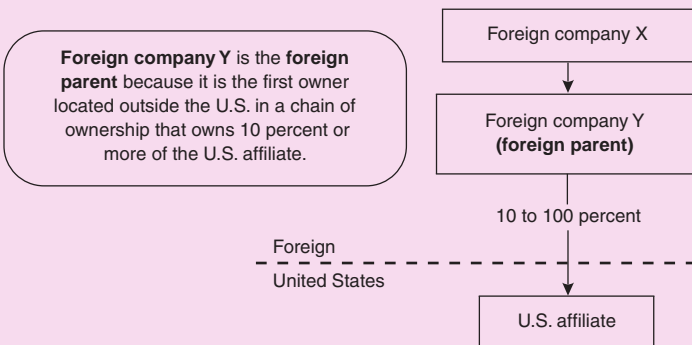 Foreign company Y is the foreign
parent because it is the first owner
located outside the U.S. in a chain of
ownership that owns 10 percent or
more of the U.S. affiliate.
Foreign company X
Foreign company Y
(foreign parent)
10 to 100 percent
Foreign
United States
U.S. affiliate